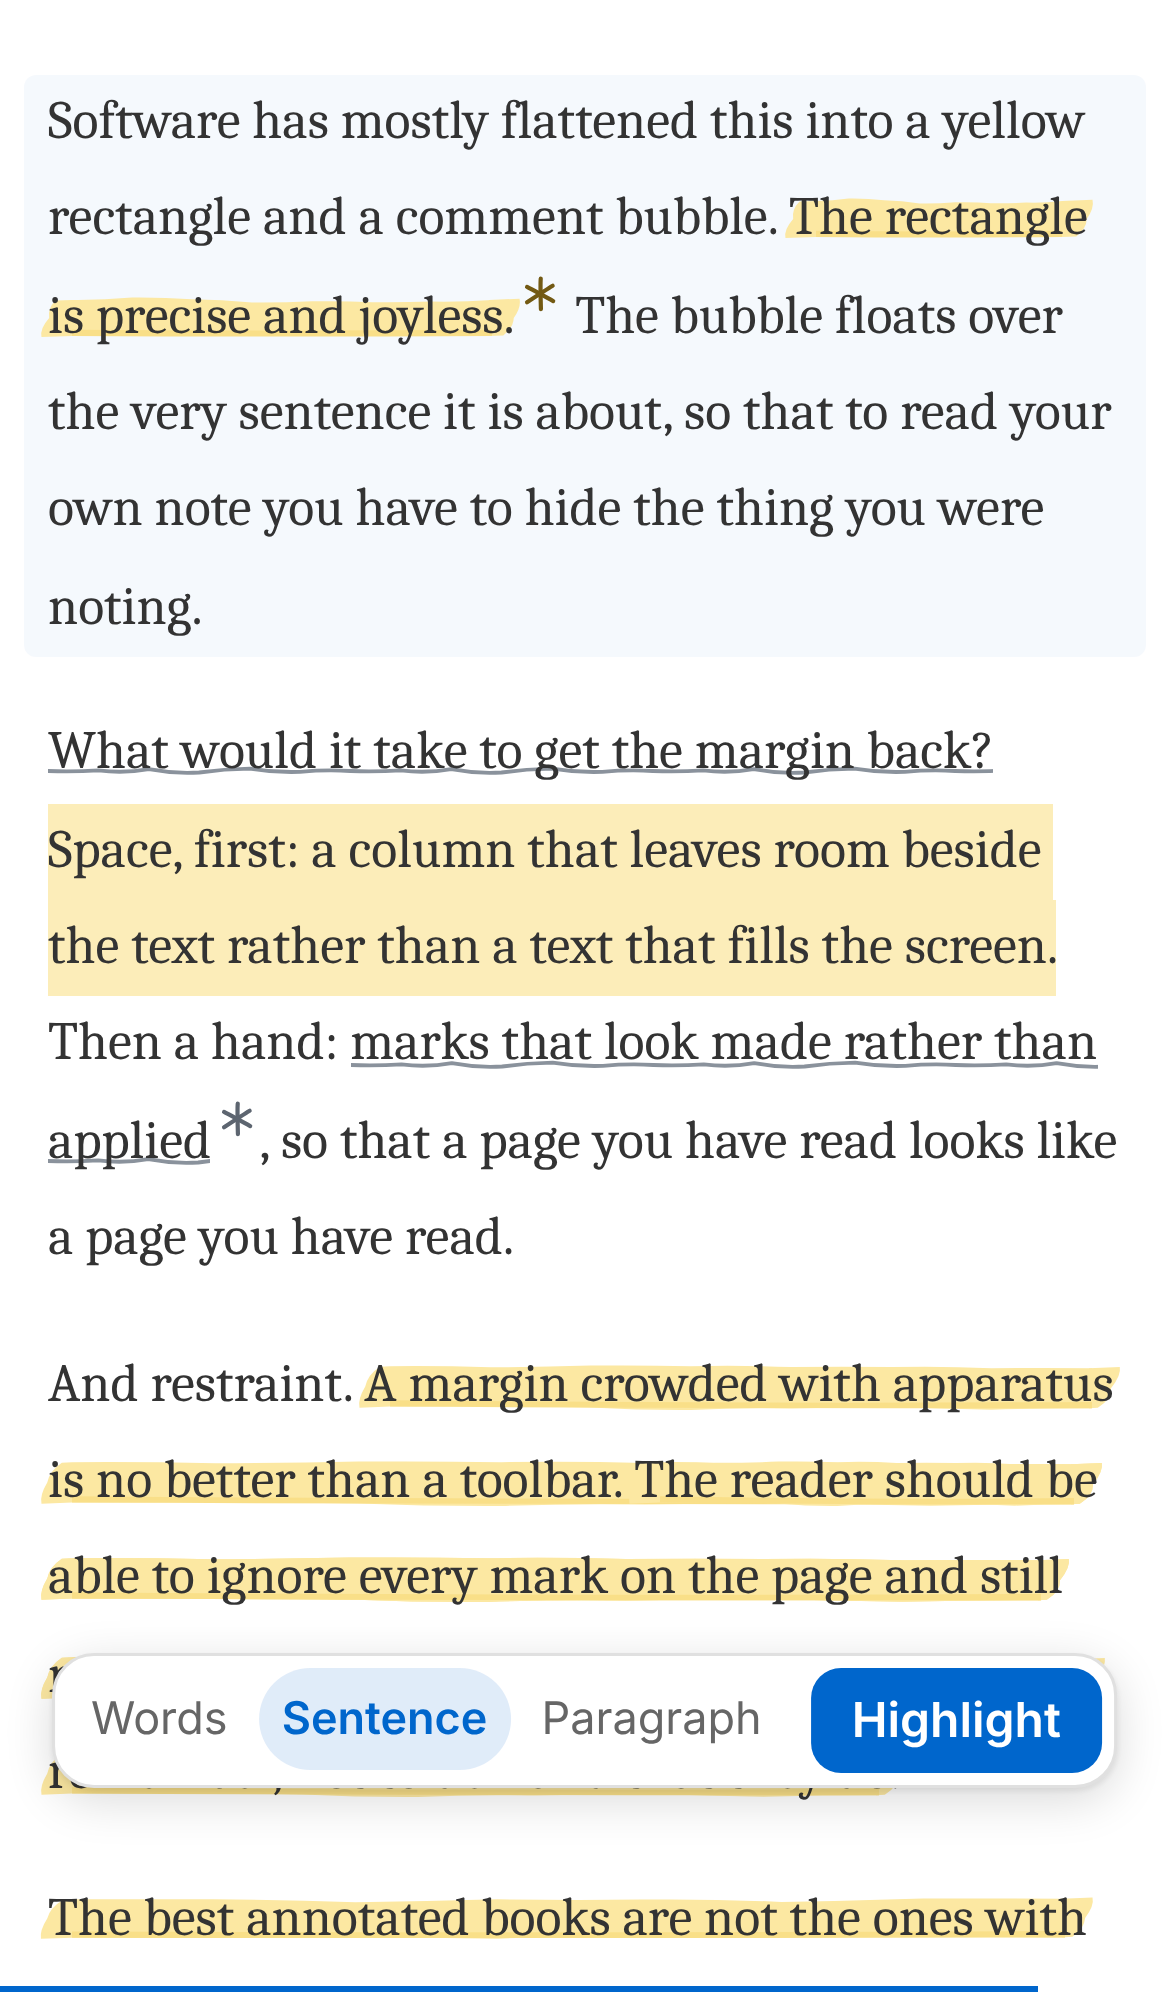 Software has mostly flattened this into a yellow
rectangle and a comment bubble. The rectangle
is precise and joyless.* The bubble floats over
the very sentence it is about, so that to read your
own note you have to hide the thing you were
noting.
What would it take to get the margin back?
Space, first: a column that leaves room beside
the text rather than a text that fills the screen.
Then a hand: marks that look made rather than
applied*, so that a page you have read looks like
a page you have read.
And restraint. A margin crowded with apparatus
is no better than a toolbar. The reader should be
able to ignore every mark on the page and still
Words Sentence Paragraph Highlight
The best annotated books are not the ones with